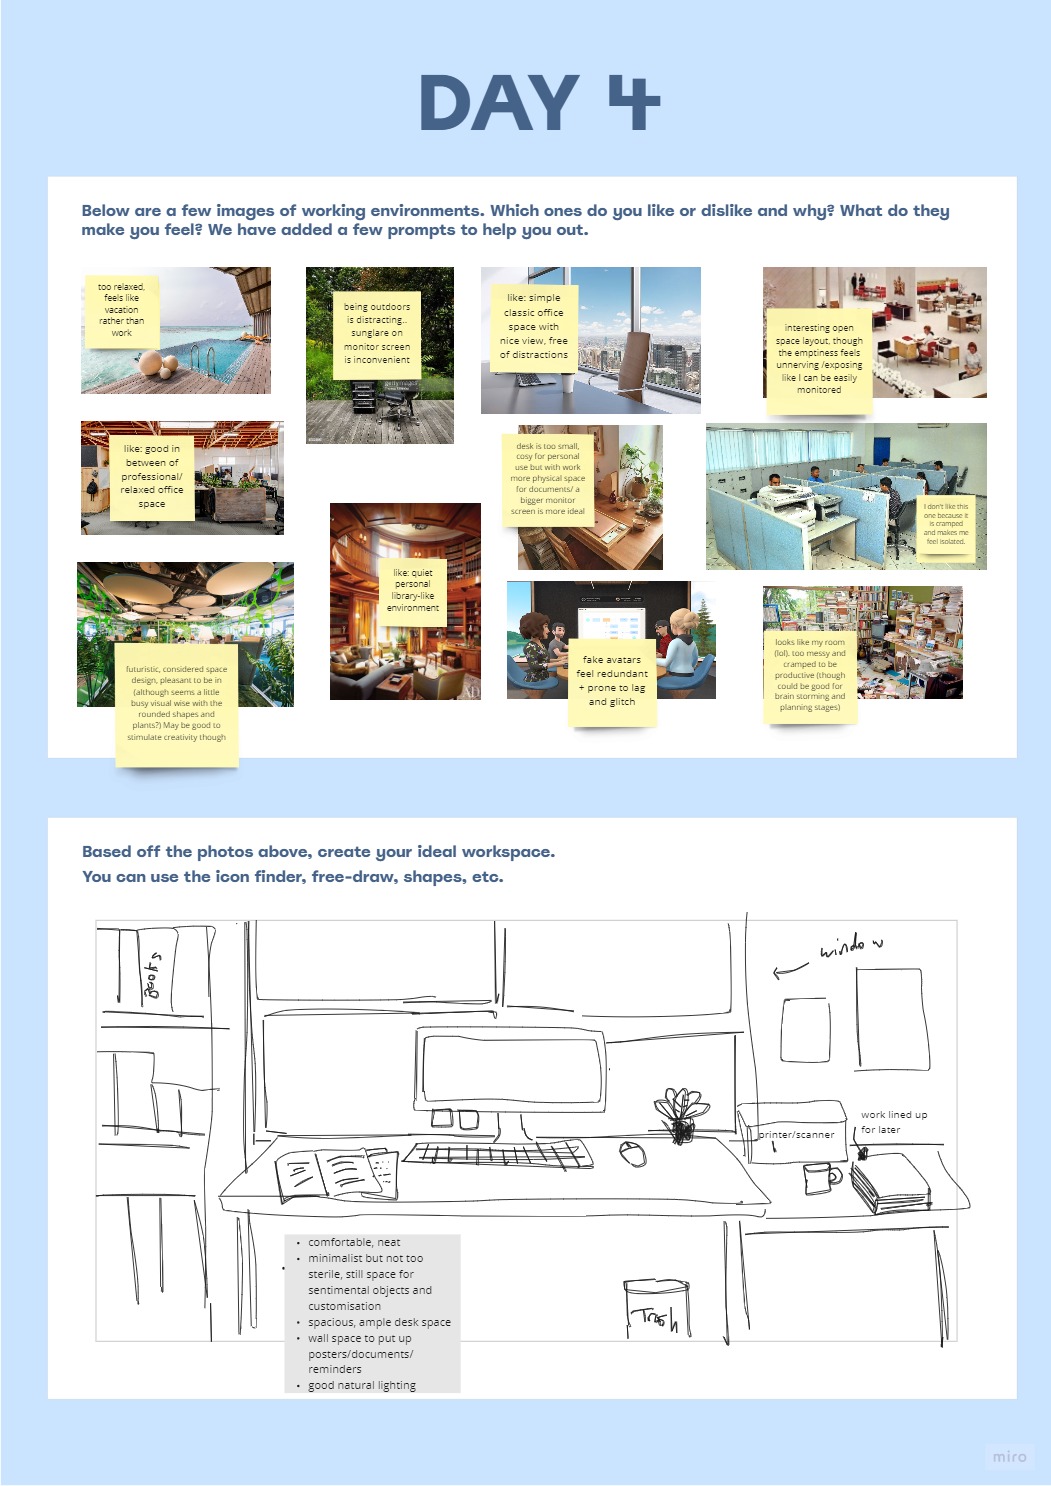 DAY 4
Below are a few images of working environments. Which ones do you like or dislike and why? What do they
make you feel? We have added a few prompts to help you out.
too relaxed,
feels like
vacation
rather than
work
being outdoors
is distracting..
sunglare on
monitor screen
is inconvenient
like: simple
classic office
space with
nice view, free
of distractions
interesting open
space layout, though
the emptiness feels
unnerving /exposing
like I can be easily
monitored
like: good in
between of
professional/
relaxed office
space
desk is too small,
cosy for personal
use but with work
more physical space
for documents/ a
bigger monitor
screen is more ideal
I don't like this
one because it
is cramped
and makes me
feel isolated.
like: quiet
personal
library-like
environment
futuristic, considered space
design, pleasant to be in
(although seems a little
busy visual wise with the
rounded shapes and
plants?) May be good to
stimulate creativity though
fake avatars
feel redundant
+ prone to lag
and glitch
looks like my room
(lol). too messy and
cramped to be
productive (though
could be good for
brain storming and
planning stages)
Based off the photos above, create your ideal workspace.
You can use the icon finder, free-draw, shapes, etc.
Books
window
work lined up
for later
printer/scanner
• comfortable, neat
• minimalist but not too
sterile, still space for
sentimental objects and
customisation
• spacious, ample desk space
• wall space to put up
posters/documents/
reminders
• good natural lighting
Trash
miro